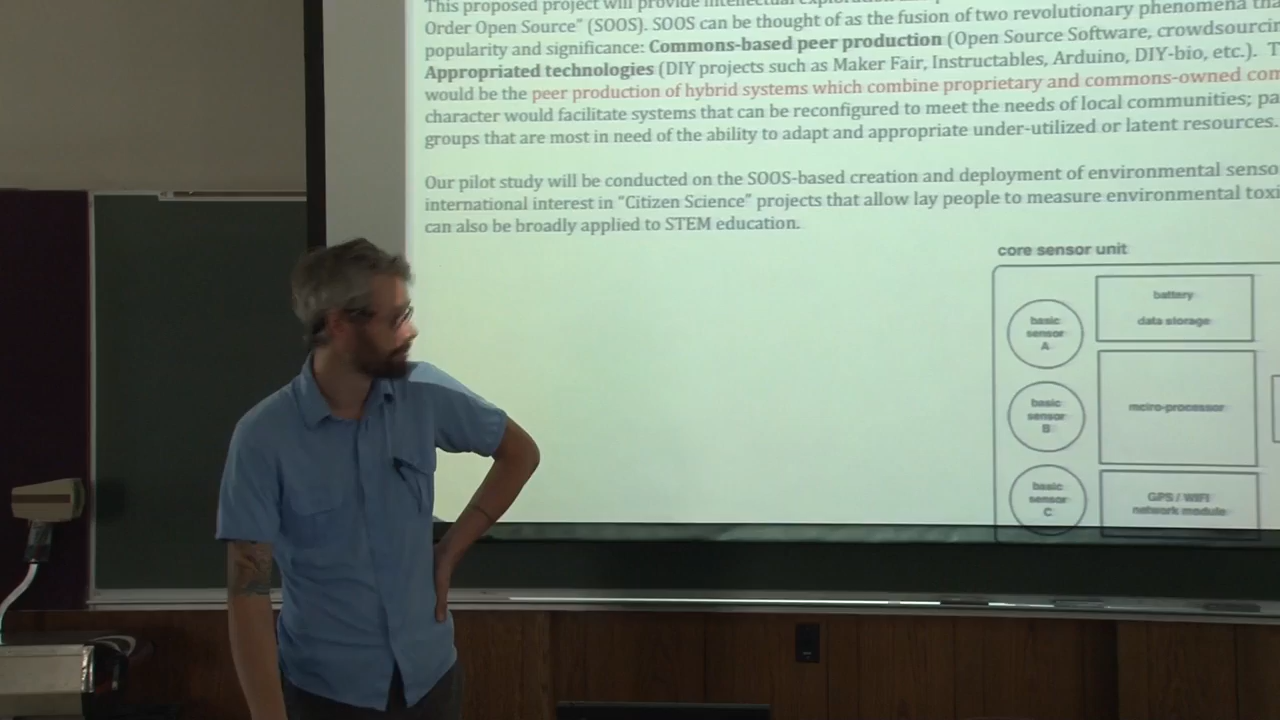 This proposed project will provide
Order Open Source" (SOOS). SOOS can be thought of as the fusion of two revolutionary phenomena
popularity and significance: Commons-based peer production (Open Source Software, crowdsourcin
Appropriated technologies (DIY projects such as Maker Fair, Instructables, Arduino, DIY-bio, etc.). T
would be the peer production of hybrid systems which combine proprietary and commons-owned com
character would facilitate systems that can be reconfigured to meet the needs of local communities; pa
groups that are most in need of the ability to adapt and appropriate under-utilized or latent resources.
Our pilot study will be conducted on the SOOS-based creation and deployment of environmental senso
international interest in "Citizen Science" projects that allow lay people to measure environmental toxi
can also be broadly applied to STEM education.
core sensor unit
basic
sensor
A
battery
data storage
basic
sensor
B
mciro-processor
basic
sensor
C
GPS / WIFI
network module